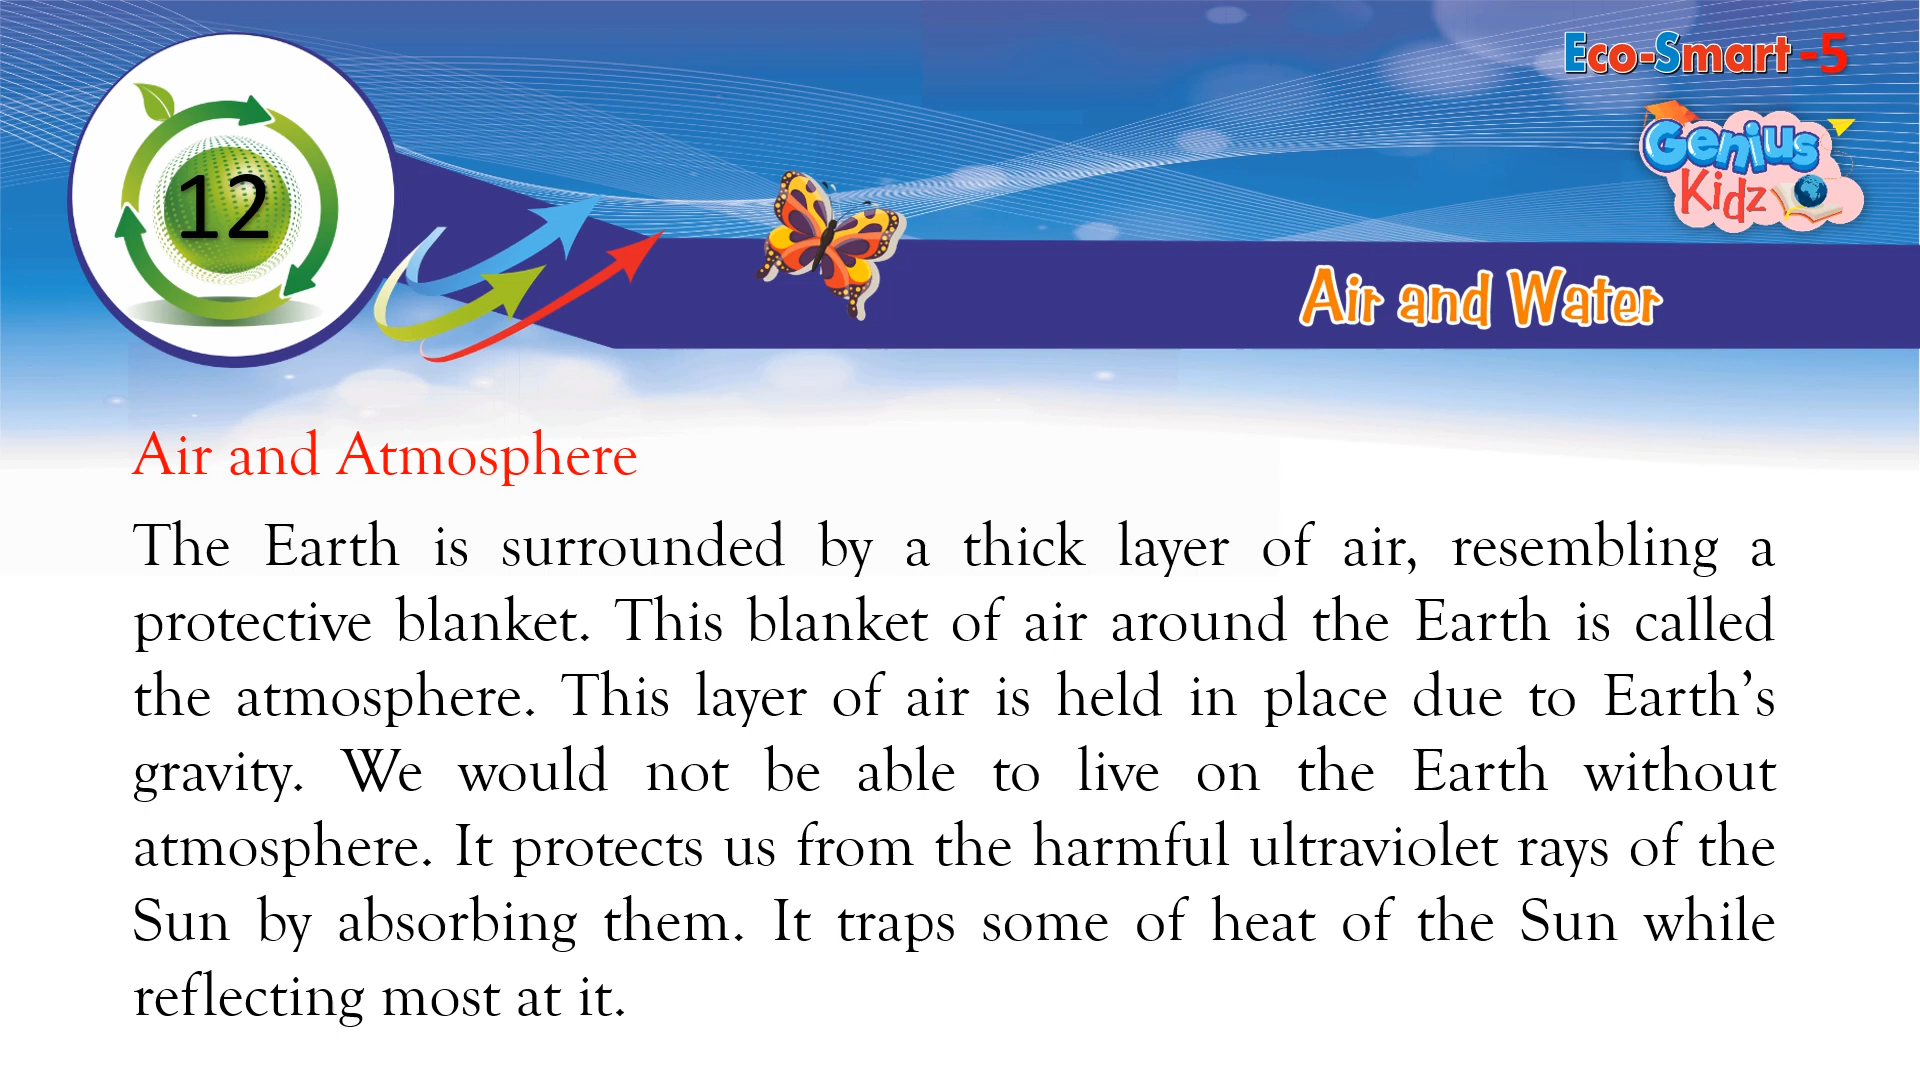 Eco-Smart-5
12
Genius
Kidz
Air and Water
Air and Atmosphere
The Earth is surrounded by a thick layer of air, resembling a
protective blanket. This blanket of air around the Earth is called
the atmosphere. This layer of air is held in place due to Earth’s
gravity. We would not be able to live on the Earth without
atmosphere. It protects us from the harmful ultraviolet rays of the
Sun by absorbing them. It traps some of heat of the Sun while
reflecting most at it.